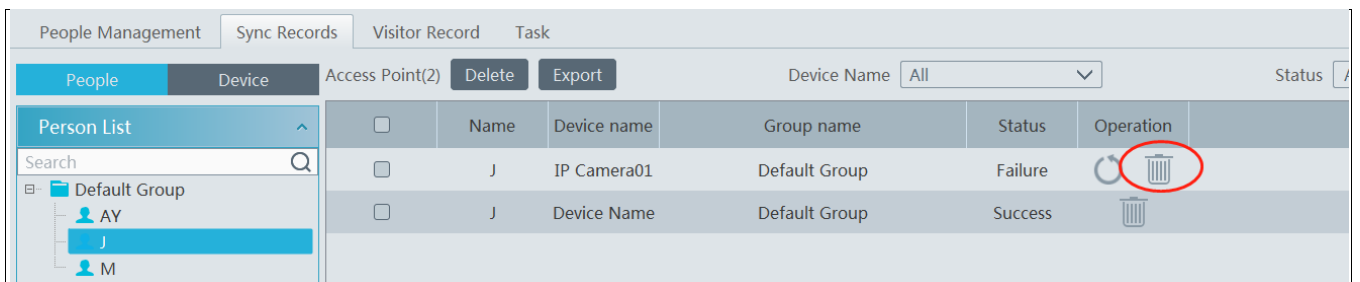 People Management Sync Records Visitor Record Task
People Device Access Point(2) Delete Export Device Name All Status
Person List Name Device name Group name Status Operation
Search
J IP Camera01 Default Group Failure
Default Group
AY
J Device Name Default Group Success
J
M